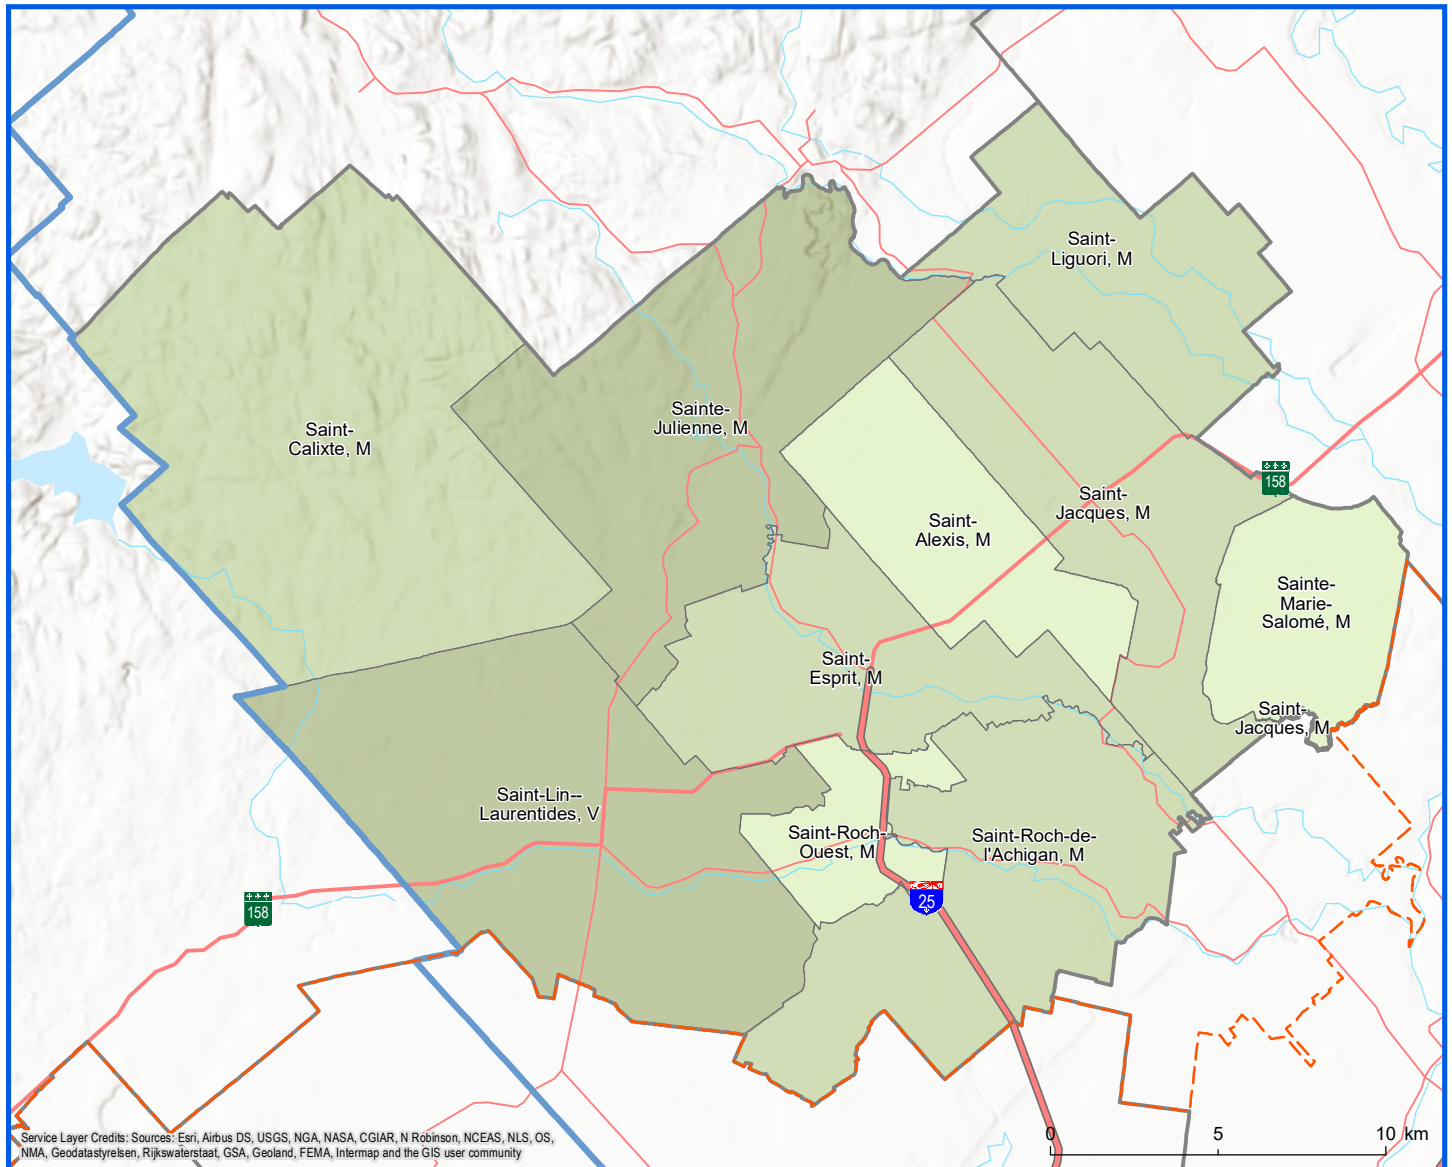 Saint-
Liguori, M
Sainte-
Julienne, M
Saint-
Calixte, M
158
Saint-
Jacques, M
Saint-
Alexis, M
Sainte-
Marie-
Salomé, M
Saint-
Esprit, M
Saint-
Jacques, M
Saint-Lin--
Laurentides, V
Saint-Roch-
Ouest, M
Saint-Roch-de-
l'Achigan, M
25
158
Service Layer Credits: Sources: Esri, Airbus DS, USGS, NGA, NASA, CGIAR, N Robinson, NCEAS, NLS, OS,
NMA, Geodatastyrelsen, Rijkswaterstaat, GSA, Geoland, FEMA, Intermap and the GIS user community
0 5 10 km